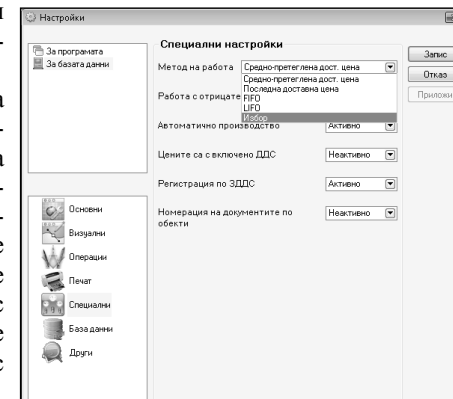 Настройки
За програмата
За базата данни
Основни
Визуални
Операции
Печат
Специални
База данни
Други
Специални настройки
Метод на работа Средно-претеглена дост. цена
Средно-претеглена дост. цена
Последна доставна цена
FIFO
LIFO
Избор
Работа с отрицате
Автоматично производство Активно
Цените са с включено ДДС Неактивно
Регистрация по ЗДДС Активно
Номерация на документите по
обекти Неактивно
Запис
Отказ
Приложи